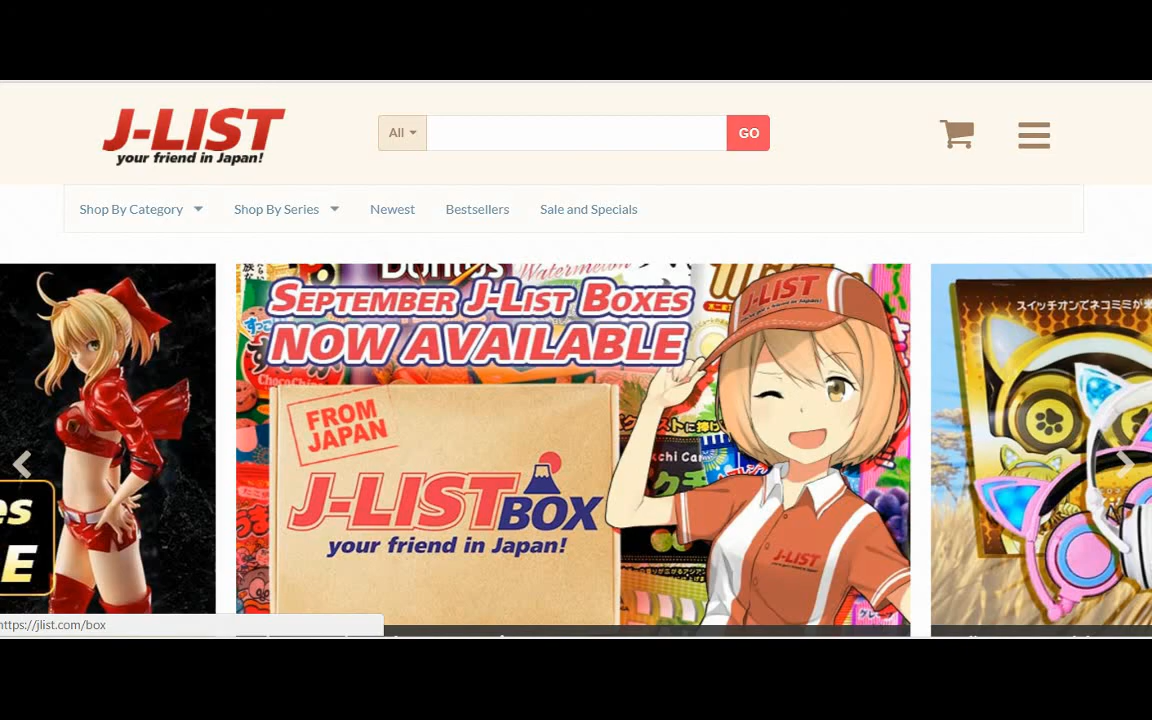 J-LIST
your friend in Japan!
All
GO
Shop By Category
Shop By Series
Newest
Bestsellers
Sale and Specials
Watermelon
SEPTEMBER J-LIST BOXES
NOW AVAILABLE
J-LIST
スイッチオンでネコミミが
FROM
JAPAN
J-LIST BOX
your friend in Japan!
J-LIST
es
E
https://jlist.com/box